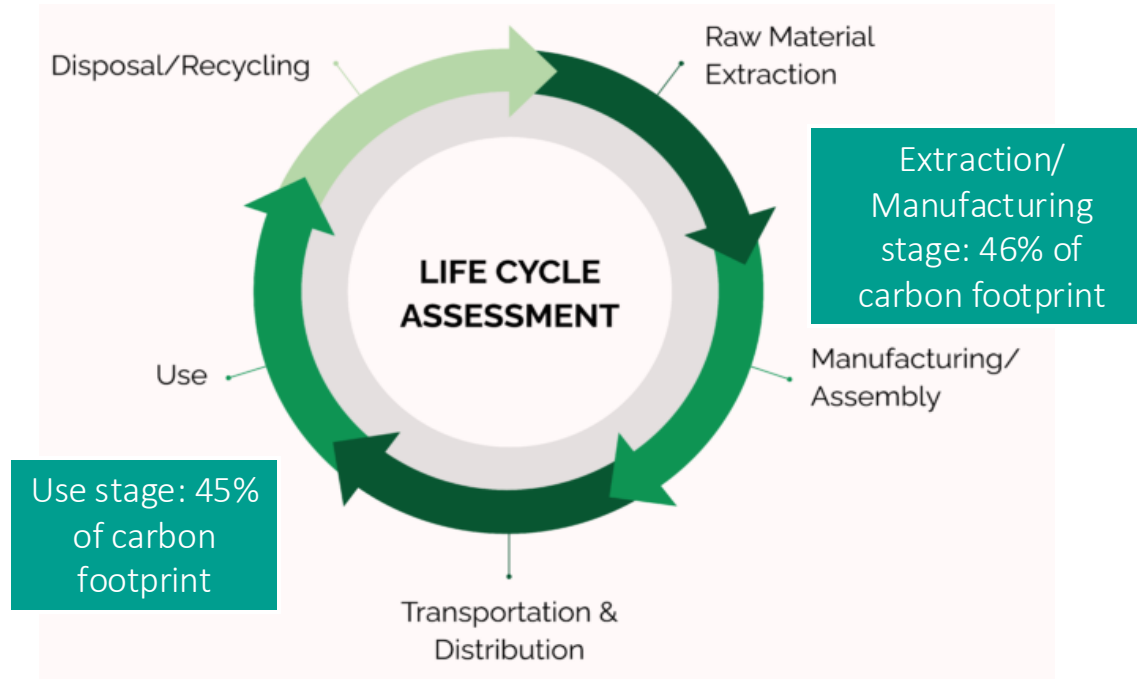 Disposal/Recycling
Raw Material
Extraction
Extraction/
Manufacturing
stage: 46% of
carbon footprint
LIFE CYCLE
ASSESSMENT
Manufacturing/
Assembly
Use
Use stage: 45%
of carbon
footprint
Transportation &
Distribution